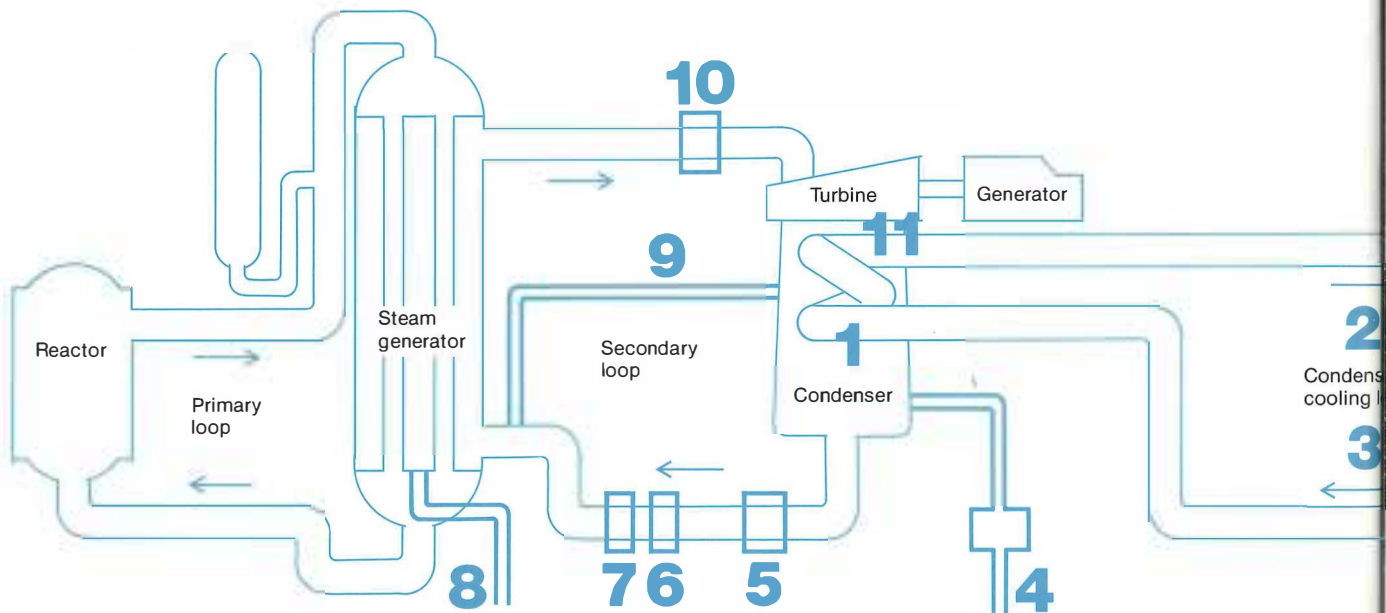 10
Turbine
Generator
11
9
Steam
generator
Reactor
Secondary
loop
1
2
Primary
loop
Condenser
cooling
3
8
7
6
5
4